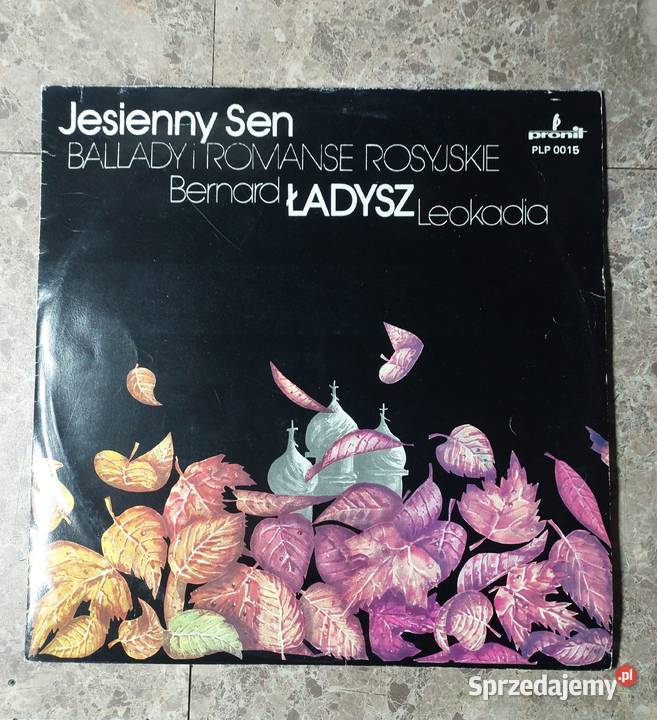 Jesienny Sen
BALLADY i ROMANSE ROSYJSKIE
Bernard ŁADYSZ Leokadia
pronit
PLP 0015
Sprzedajemy.pl